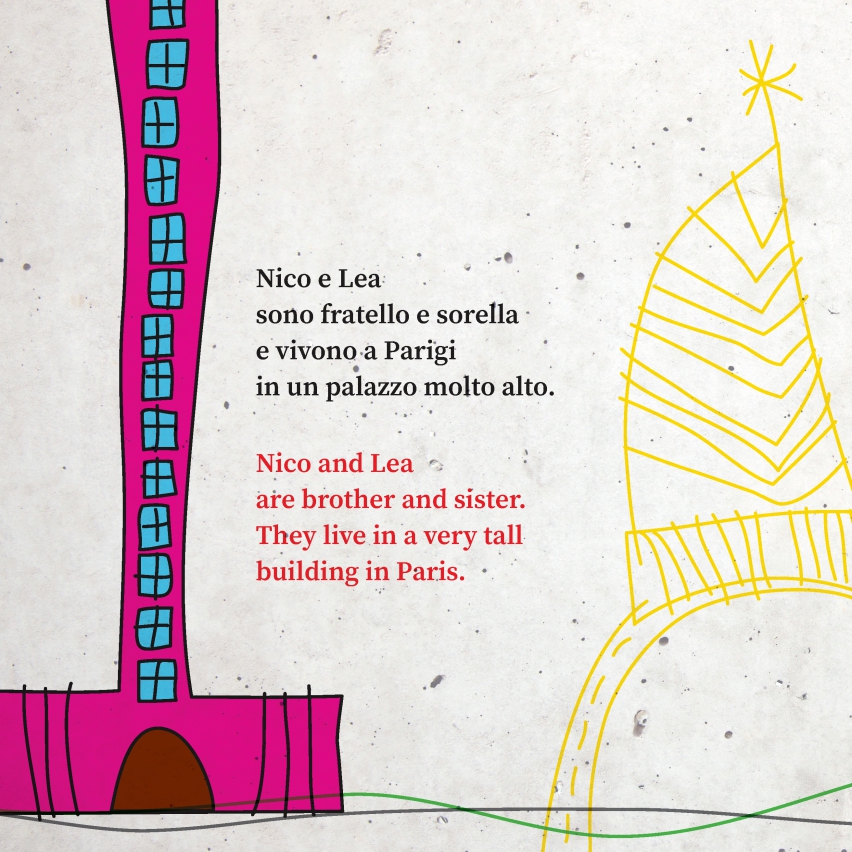 Nico e Lea
sono fratello e sorella
e vivono a Parigi
in un palazzo molto alto.
Nico and Lea
are brother and sister.
They live in a very tall
building in Paris.